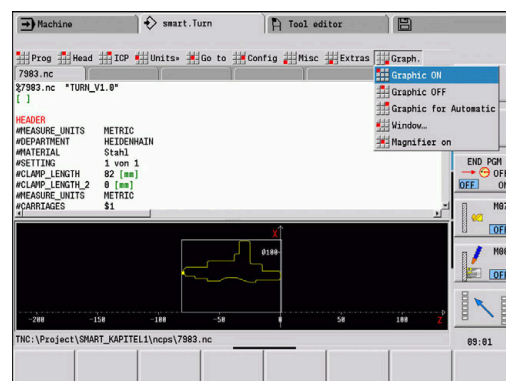 Machine
smart.Turn
Tool editor
Prog Head ICP Units» Go to Config Misc Extras Graph.
7983.nc
%7983.nc "TURN_V1.0"
[ ]
HEADER
#MEASURE_UNITS METRIC
#DEPARTMENT HEIDENHAIN
#MATERIAL Stahl
#SETTING 1 von 1
#CLAMP_LENGTH 82 [mm]
#CLAMP_LENGTH_2 0 [mm]
#MEASURE_UNITS METRIC
#CARRIAGES $1
Graphic ON
Graphic OFF
Graphic for Automatic
Window…
Magnifier on
END PGM
OFF
OFF ON
M07
OFF
OFF
X
Ø100
-200 -150 -100 -50 0 50 100 Z
TNC:\Project\SMART_KAPITEL1\ncps\7983.nc
09:01